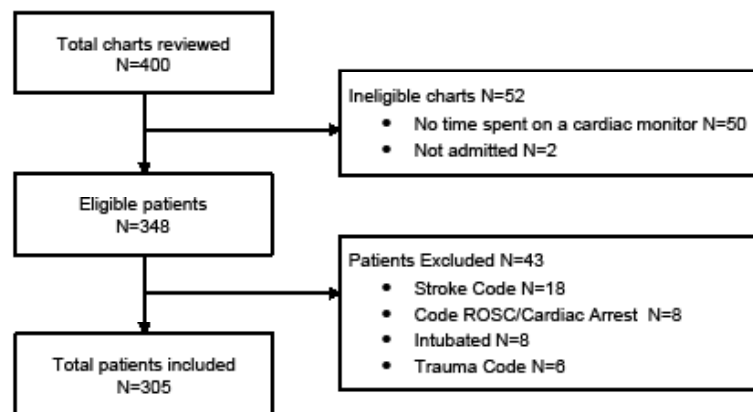 Total charts reviewed
N=400
Ineligible charts N=52
• No time spent on a cardiac monitor N=50
• Not admitted N=2
Eligible patients
N=348
Patients Excluded N=43
• Stroke Code N=18
• Code ROSC/Cardiac Arrest N=8
• Intubated N=8
• Trauma Code N=6
Total patients included
N=305